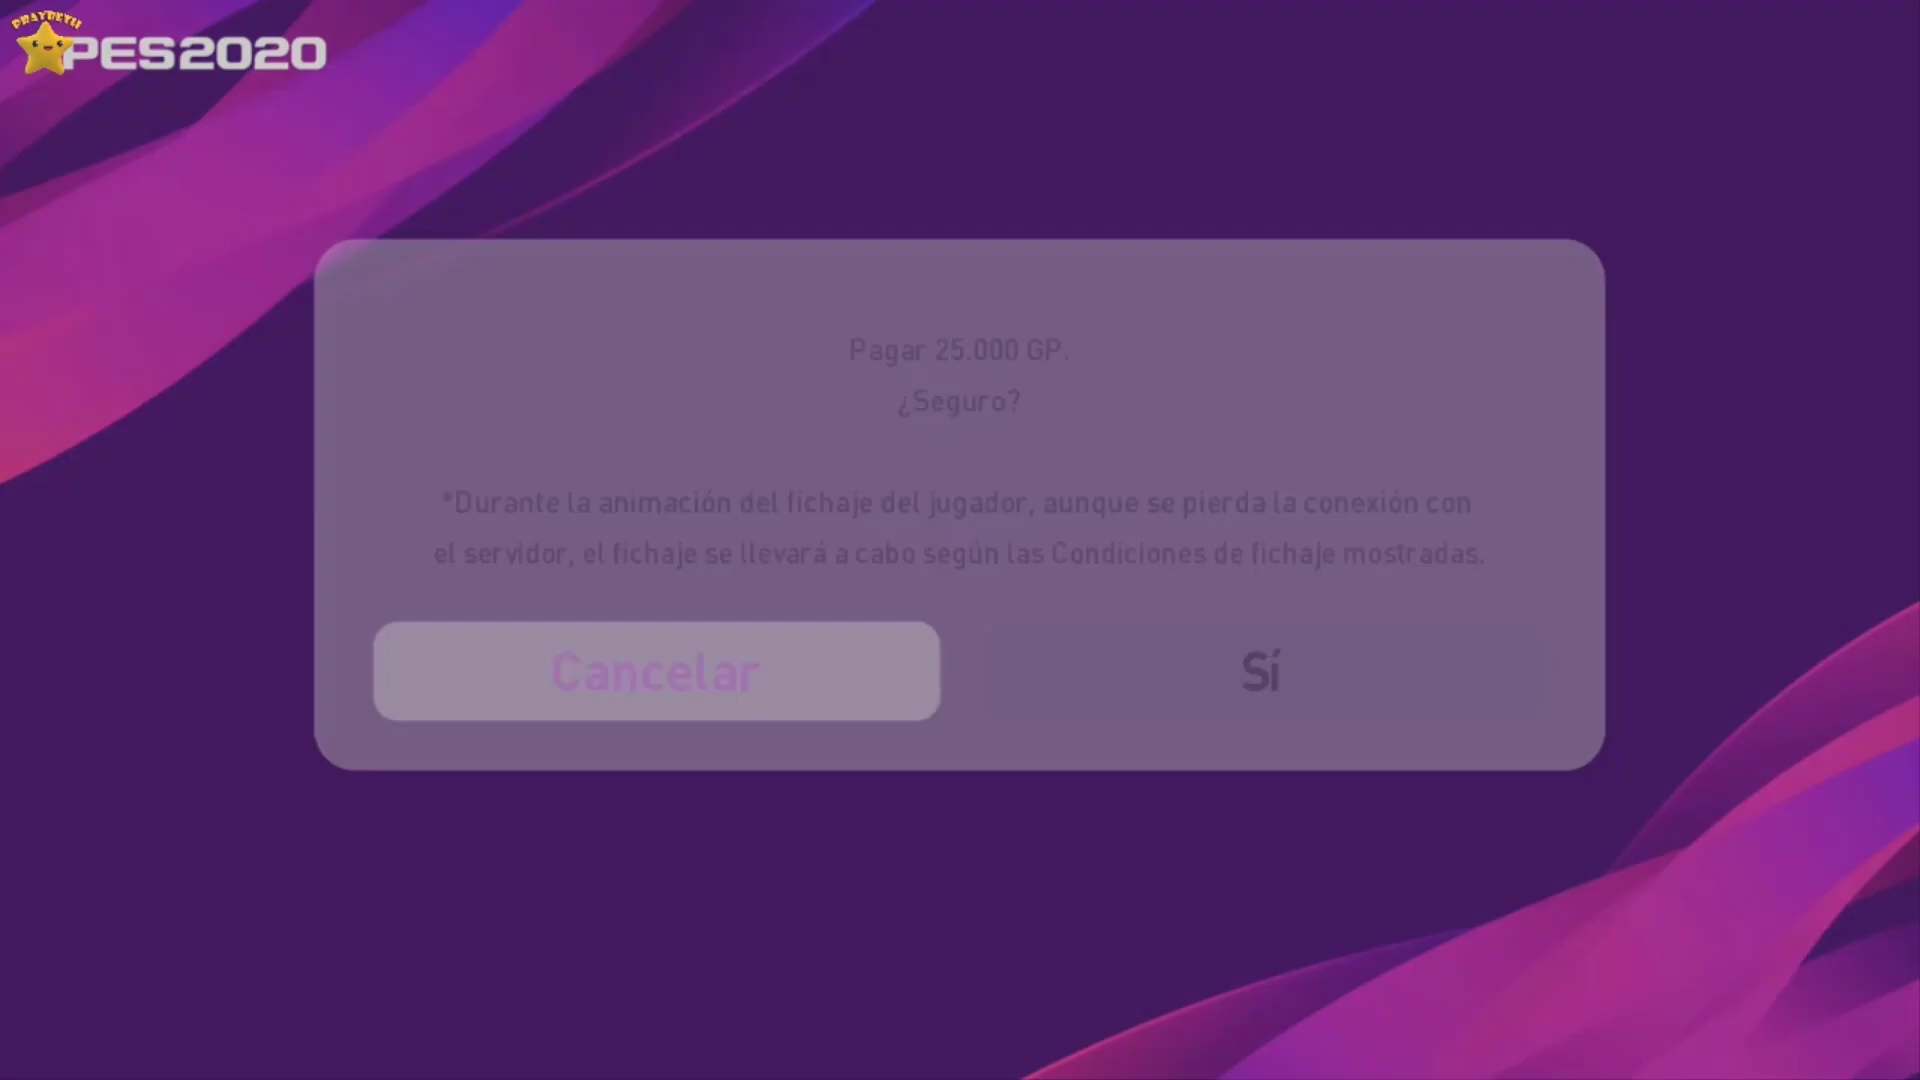 PRAYDEYH
PES2020
Pagar 25.000 GP.
¿Seguro?
*Durante la animación del fichaje del jugador, aunque se pierda la conexión con
el servidor, el fichaje se llevará a cabo según las Condiciones de fichaje mostradas.
Cancelar
Sí